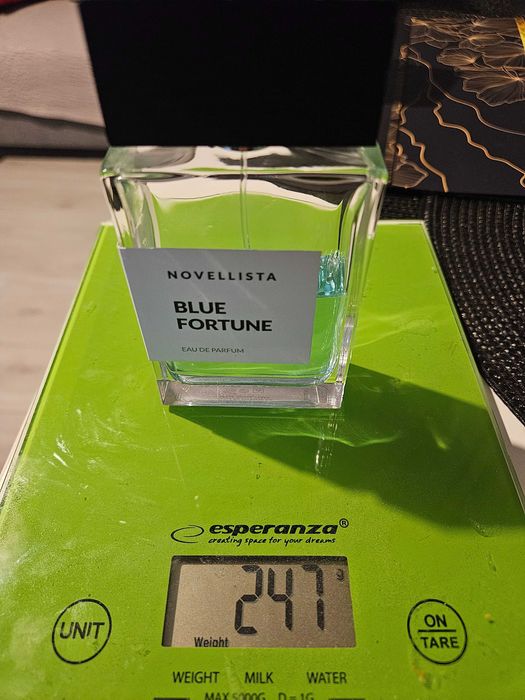 NOVELLISTA
BLUE
FORTUNE
EAU DE PARFUM
esperanza®
creating space for your dreams
247 g
Weight
UNIT
ON
TARE
WEIGHT MILK WATER
MAX 5000G D = 1G